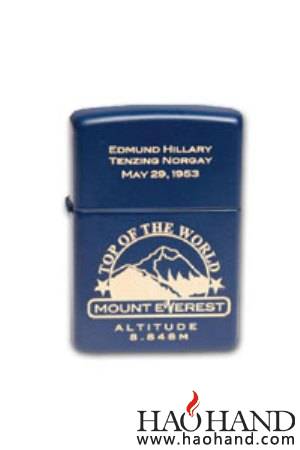 EDMUND HILLARY
TENZING NORGAY
MAY 29, 1953
TOP OF THE WORLD
MOUNT EVEREST
ALTITUDE
8.848M
HAOHAND
www.haohand.com